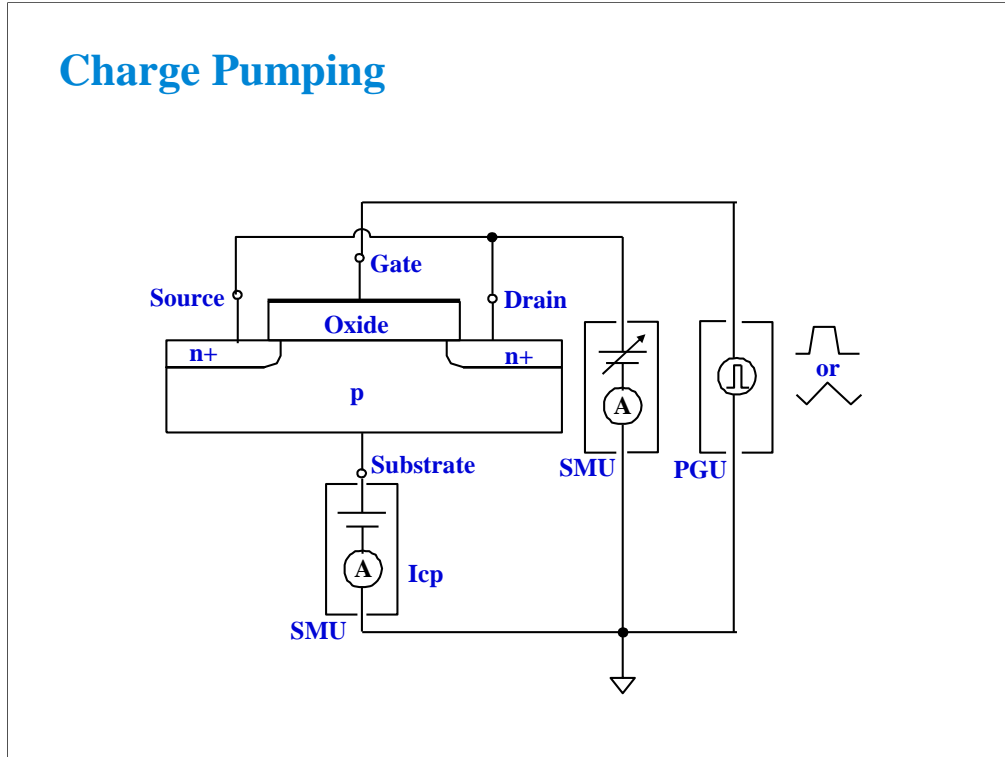 Charge Pumping
Gate
Source
Drain
Oxide
n+
n+
or
p
A
Substrate
SMU
PGU
A
Icp
SMU